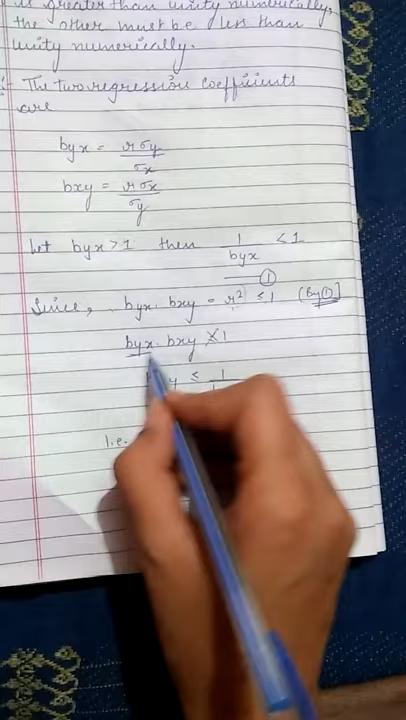 is greater than unity numerically,
the other must be less than
unity numerically.
The two regression coefficients
are
byx = rσy/σx
bxy = rσx/σy
Let byx > 1 then 1/byx < 1
①
Since, byx. bxy = r² ≤ 1 [By ①]
byx. bxy ≤ 1
≤ 1
i.e.